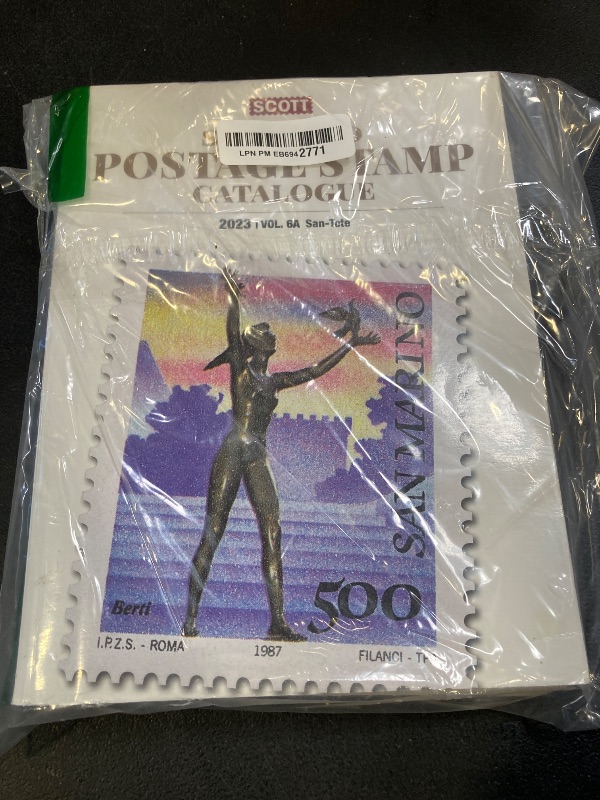 SCOTT
LPN PM EB6942771
POSTAGE STAMP
CATALOGUE
2023 | VOL. 6A San-Tete
SAN MARINO
500
Berti
I.P.Z.S. - ROMA
1987
FILANCI -